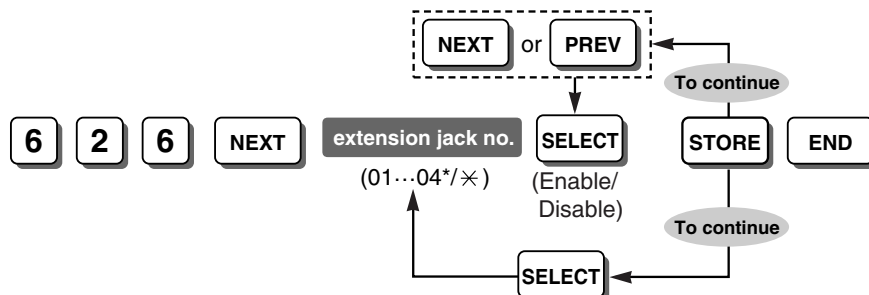 NEXT or PREV
To continue
6 2 6 NEXT extension jack no. SELECT STORE END
(01···04*/✳)
(Enable/
Disable)
To continue
SELECT